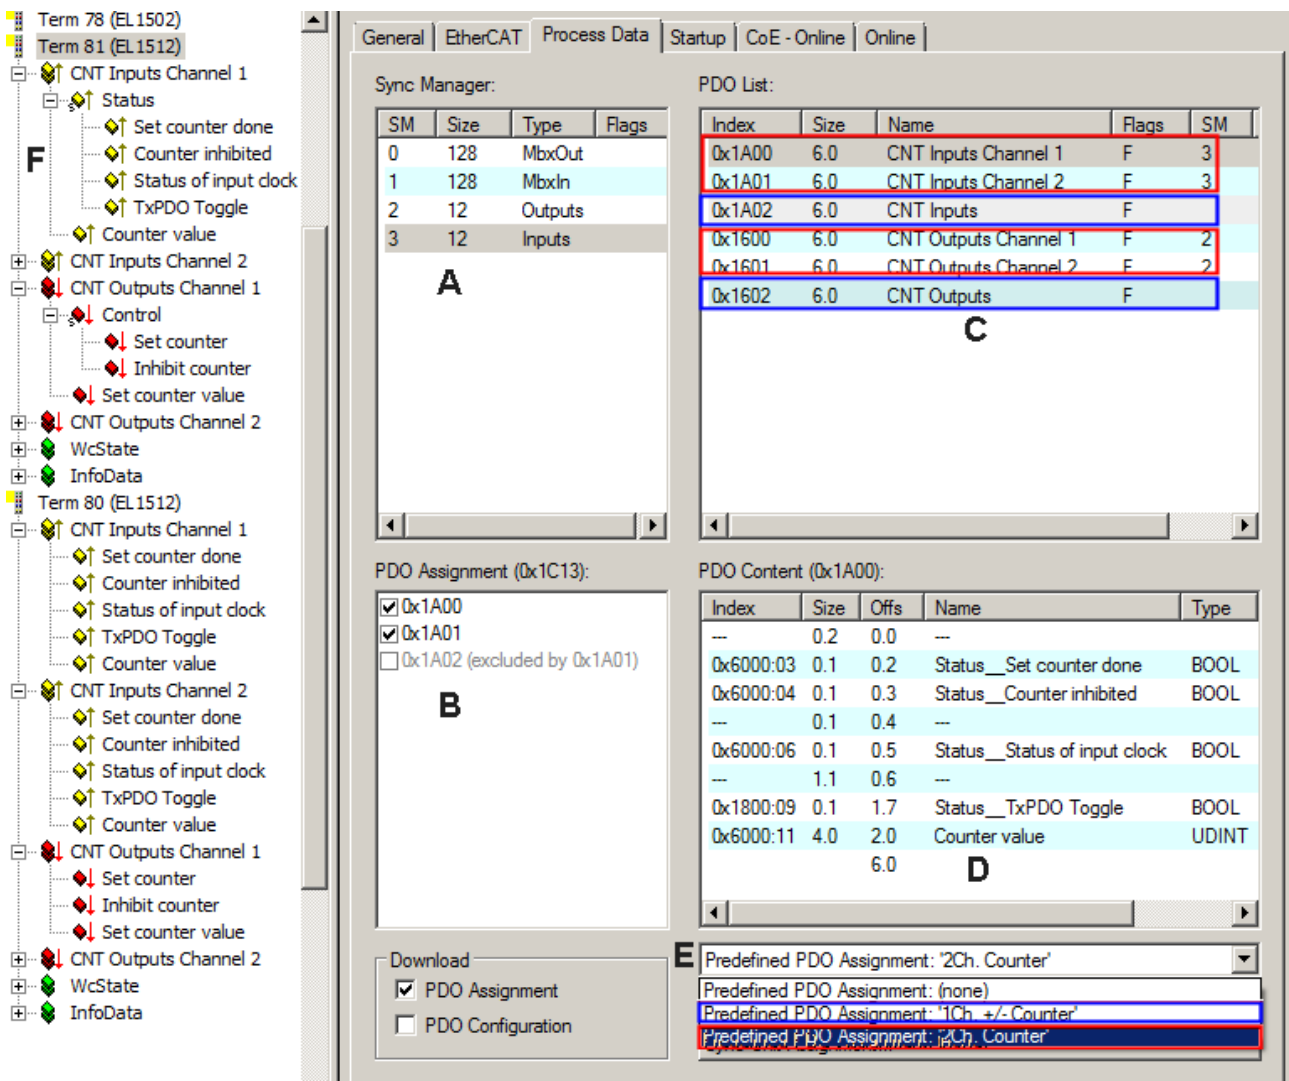 Term 78 (EL1502)
Term 81 (EL1512)
CNT Inputs Channel 1
Status
Set counter done
Counter inhibited
Status of input clock
TxPDO Toggle
Counter value
CNT Inputs Channel 2
CNT Outputs Channel 1
Control
Set counter
Inhibit counter
Set counter value
CNT Outputs Channel 2
WcState
InfoData
Term 80 (EL1512)
CNT Inputs Channel 1
Set counter done
Counter inhibited
Status of input clock
TxPDO Toggle
Counter value
CNT Inputs Channel 2
Set counter done
Counter inhibited
Status of input clock
TxPDO Toggle
Counter value
CNT Outputs Channel 1
Set counter
Inhibit counter
Set counter value
CNT Outputs Channel 2
WcState
InfoData
F
General EtherCAT Process Data Startup CoE - Online Online
Sync Manager:
SM Size Type Flags
0 128 MbxOut
1 128 MbxIn
2 12 Outputs
3 12 Inputs
A
PDO List:
Index Size Name Flags SM
0x1A00 6.0 CNT Inputs Channel 1 F 3
0x1A01 6.0 CNT Inputs Channel 2 F 3
0x1A02 6.0 CNT Inputs F
0x1600 6.0 CNT Outputs Channel 1 F 2
0x1601 6.0 CNT Outputs Channel 2 F 2
0x1602 6.0 CNT Outputs F
C
PDO Assignment (0x1C13):
0x1A00
0x1A01
0x1A02 (excluded by 0x1A01)
B
PDO Content (0x1A00):
Index Size Offs Name Type
--- 0.2 0.0 ---
0x6000:03 0.1 0.2 Status__Set counter done BOOL
0x6000:04 0.1 0.3 Status__Counter inhibited BOOL
--- 0.1 0.4 ---
0x6000:06 0.1 0.5 Status__Status of input clock BOOL
--- 1.1 0.6 ---
0x1800:09 0.1 1.7 Status__TxPDO Toggle BOOL
0x6000:11 4.0 2.0 Counter value UDINT
6.0
D
Download
PDO Assignment
PDO Configuration
E
Predefined PDO Assignment: '2Ch. Counter'
Predefined PDO Assignment: (none)
Predefined PDO Assignment: '1Ch. +/- Counter'
Predefined PDO Assignment: '2Ch. Counter'